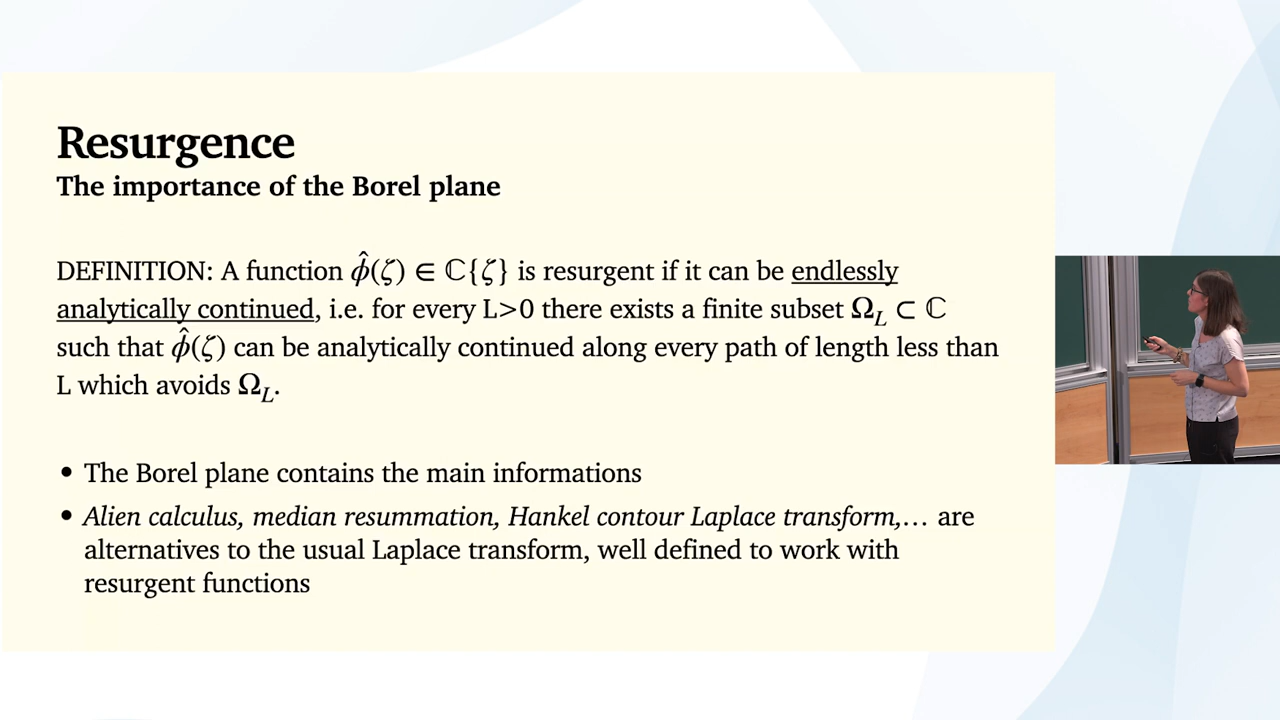 Resurgence
The importance of the Borel plane
DEFINITION: A function ϕ̂(ζ) ∈ ℂ{ζ} is resurgent if it can be endlessly
analytically continued, i.e. for every L>0 there exists a finite subset Ω_L ⊂ ℂ
such that ϕ̂(ζ) can be analytically continued along every path of length less than
L which avoids Ω_L.
• The Borel plane contains the main informations
• Alien calculus, median resummation, Hankel contour Laplace transform,… are
alternatives to the usual Laplace transform, well defined to work with
resurgent functions